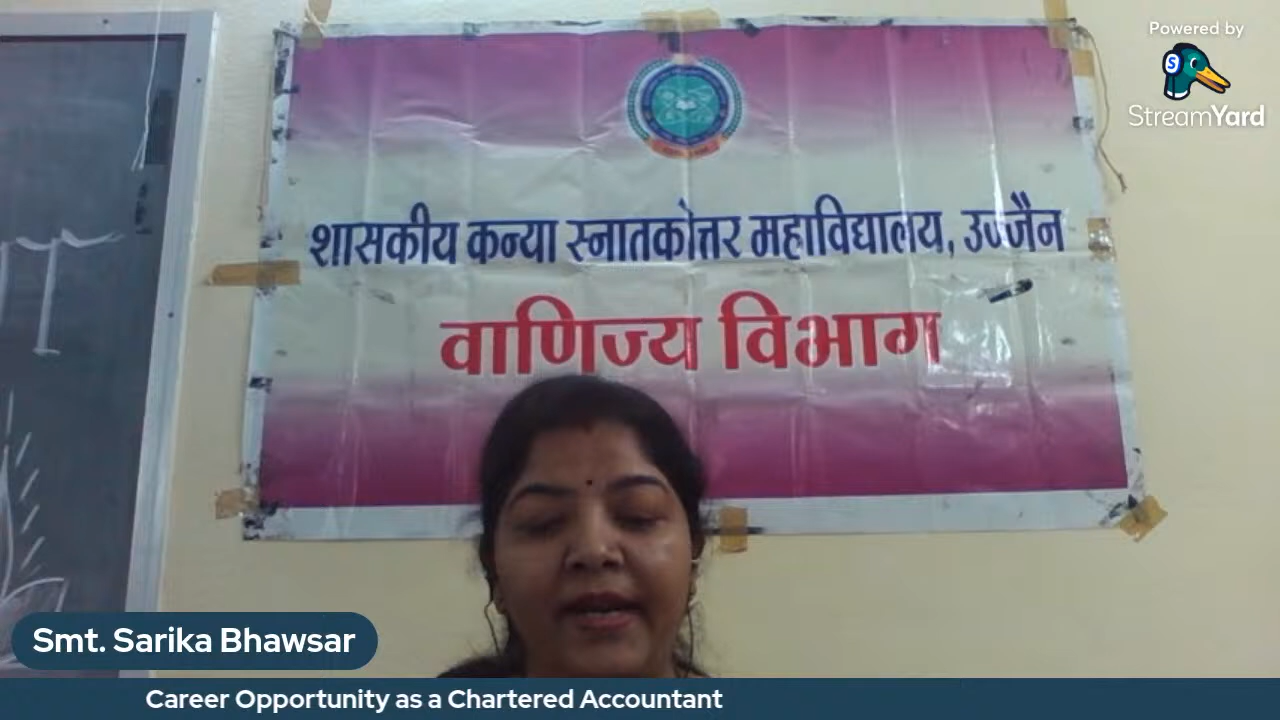 Powered by
StreamYard
शासकीय कन्या स्नातकोत्तर महाविद्यालय, उज्जैन
वाणिज्य विभाग
Smt. Sarika Bhawsar
Career Opportunity as a Chartered Accountant